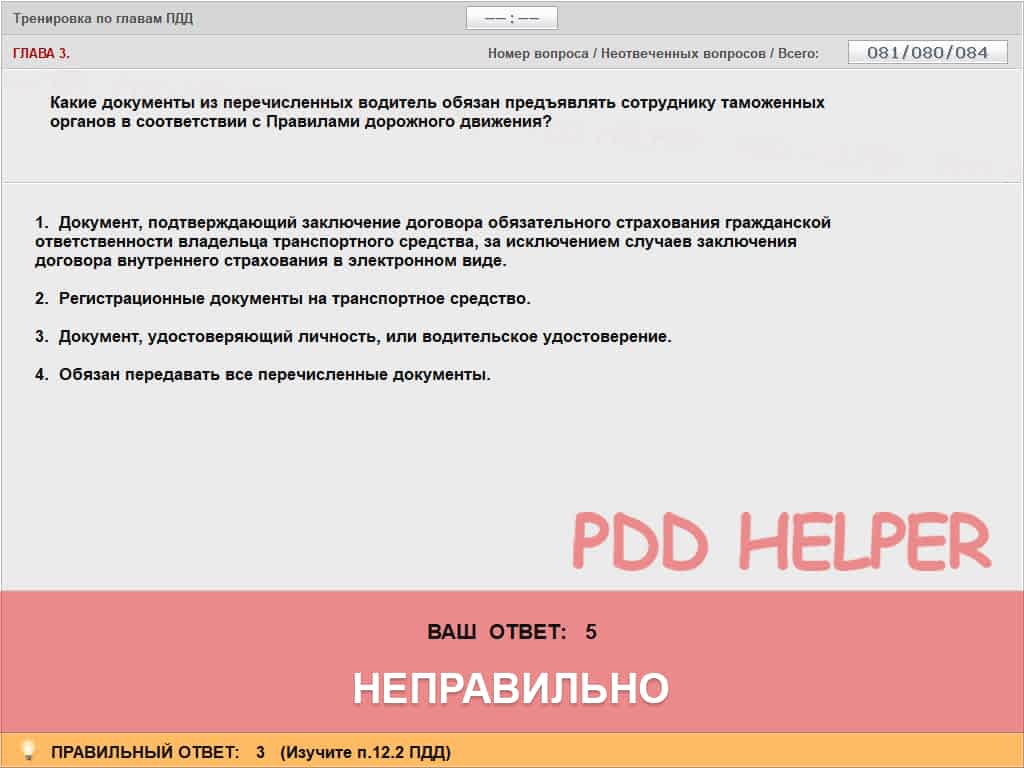 Тренировка по главам ПДД
—— : ——
ГЛАВА 3.
Номер вопроса / Неотвеченных вопросов / Всего:
081/080/084
Какие документы из перечисленных водитель обязан предъявлять сотруднику таможенных
органов в соответствии с Правилами дорожного движения?
1. Документ, подтверждающий заключение договора обязательного страхования гражданской
ответственности владельца транспортного средства, за исключением случаев заключения
договора внутреннего страхования в электронном виде.
2. Регистрационные документы на транспортное средство.
3. Документ, удостоверяющий личность, или водительское удостоверение.
4. Обязан передавать все перечисленные документы.
PDD HELPER
ВАШ ОТВЕТ: 5
НЕПРАВИЛЬНО
ПРАВИЛЬНЫЙ ОТВЕТ: 3 (Изучите п.12.2 ПДД)